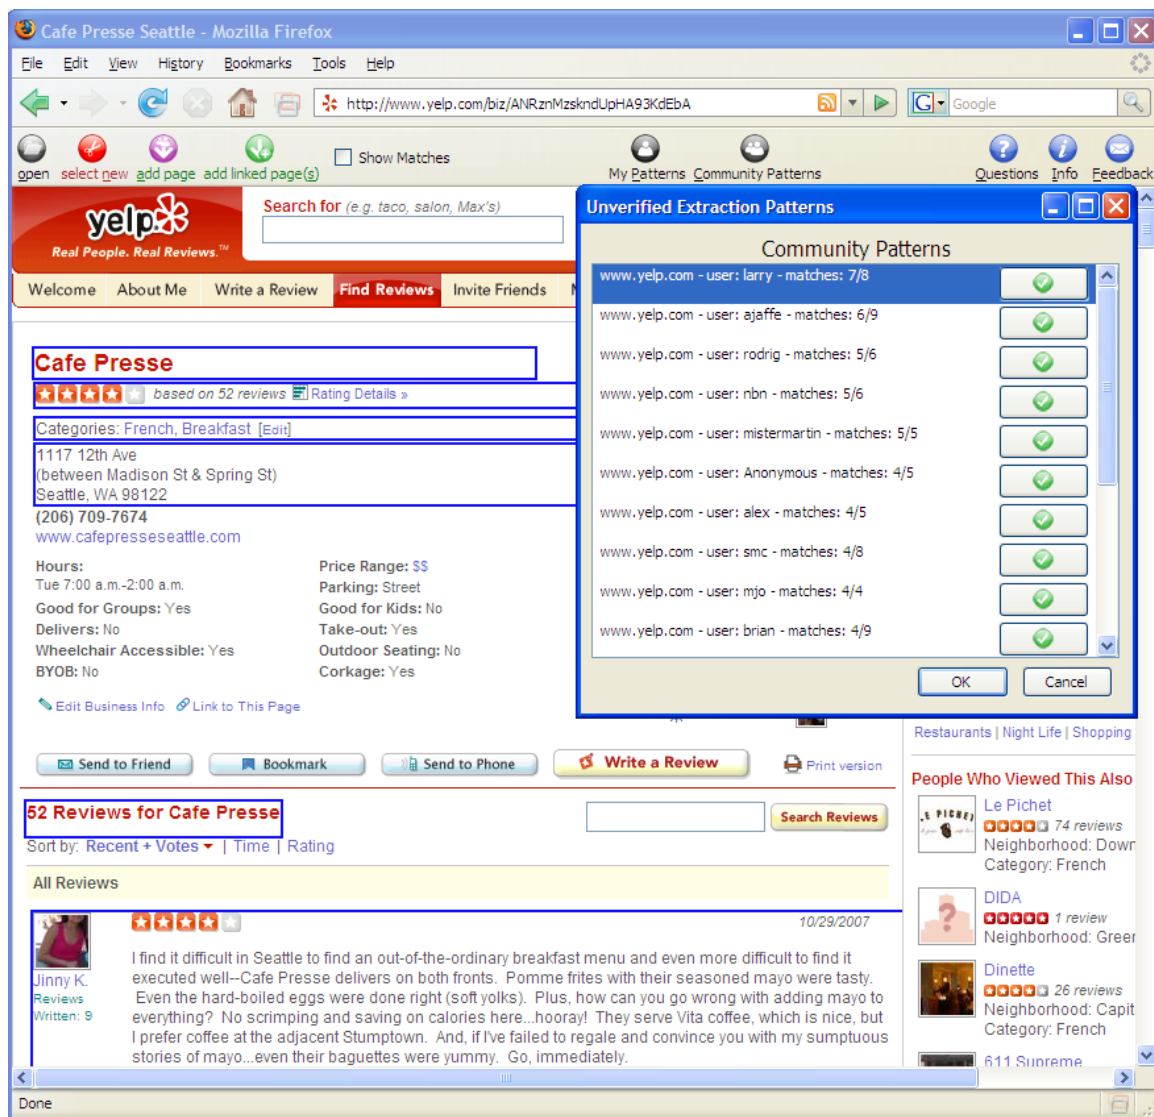 Cafe Presse Seattle - Mozilla Firefox
File Edit View History Bookmarks Tools Help
http://www.yelp.com/biz/ANRznMzskndUpHA93KdEbA
G Google
open select new add page add linked page(s) Show Matches My Patterns Community Patterns Questions Info Feedback
yelp
Real People. Real Reviews.™
Search for (e.g. taco, salon, Max's)
Welcome About Me Write a Review Find Reviews Invite Friends
Unverified Extraction Patterns
Community Patterns
www.yelp.com - user: larry - matches: 7/8
www.yelp.com - user: ajaffe - matches: 6/9
www.yelp.com - user: rodrig - matches: 5/6
www.yelp.com - user: nbn - matches: 5/6
www.yelp.com - user: mistermartin - matches: 5/5
www.yelp.com - user: Anonymous - matches: 4/5
www.yelp.com - user: alex - matches: 4/5
www.yelp.com - user: smc - matches: 4/8
www.yelp.com - user: mjo - matches: 4/4
www.yelp.com - user: brian - matches: 4/9
OK Cancel
Cafe Presse
based on 52 reviews Rating Details »
Categories: French, Breakfast [Edit]
1117 12th Ave
(between Madison St & Spring St)
Seattle, WA 98122
(206) 709-7674
www.cafepresseseattle.com
Hours:
Tue 7:00 a.m.-2:00 a.m.
Good for Groups: Yes
Delivers: No
Wheelchair Accessible: Yes
BYOB: No
Price Range: $$
Parking: Street
Good for Kids: No
Take-out: Yes
Outdoor Seating: No
Corkage: Yes
Edit Business Info Link to This Page
Send to Friend Bookmark Send to Phone Write a Review Print version
52 Reviews for Cafe Presse
Search Reviews
Sort by: Recent + Votes | Time | Rating
All Reviews
Jinny K.
Reviews
Written: 9
10/29/2007
I find it difficult in Seattle to find an out-of-the-ordinary breakfast menu and even more difficult to find it
executed well--Cafe Presse delivers on both fronts. Pomme frites with their seasoned mayo were tasty.
Even the hard-boiled eggs were done right (soft yolks). Plus, how can you go wrong with adding mayo to
everything? No scrimping and saving on calories here...hooray! They serve Vita coffee, which is nice, but
I prefer coffee at the adjacent Stumptown. And, if I've failed to regale and convince you with my sumptuous
stories of mayo...even their baguettes were yummy. Go, immediately.
Restaurants | Night Life | Shopping
People Who Viewed This Also
LE PICHET
Le Pichet
74 reviews
Neighborhood: Down
Category: French
DIDA
1 review
Neighborhood: Green
Dinette
26 reviews
Neighborhood: Capit
Category: French
611 Supreme
Done